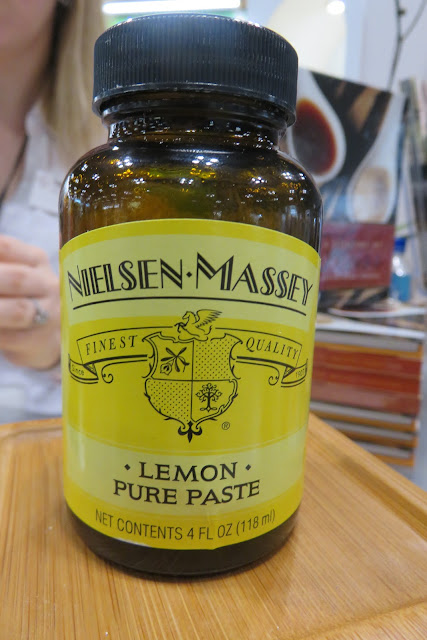 NIELSEN·MASSEY
FINEST QUALITY
®
· LEMON ·
PURE PASTE
NET CONTENTS 4 FL OZ (118 ml)